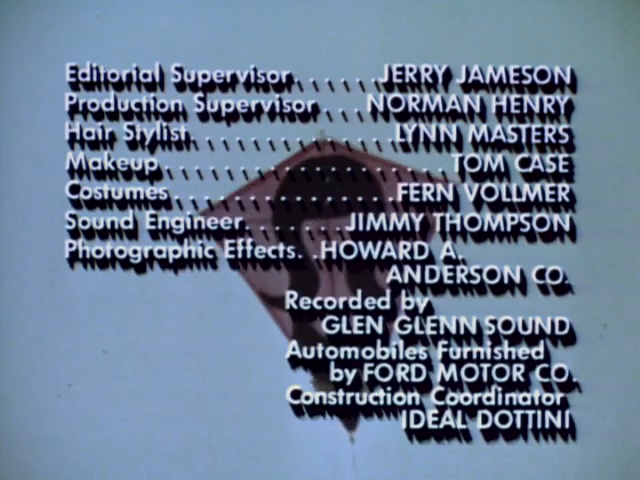 Editorial Supervisor. . . . . .JERRY JAMESON
Production Supervisor. . . .NORMAN HENRY
Hair Stylist. . . . . . . . . . . . . .LYNN MASTERS
Makeup. . . . . . . . . . . . . . . . . . . .TOM CASE
Costumes. . . . . . . . . . . . . . .FERN VOLLMER
Sound Engineer. . . . . . .JIMMY THOMPSON
Photographic Effects. . .HOWARD A.
ANDERSON CO.
Recorded by
GLEN GLENN SOUND
Automobiles Furnished
by FORD MOTOR CO.
Construction Coordinator
IDEAL DOTTINI